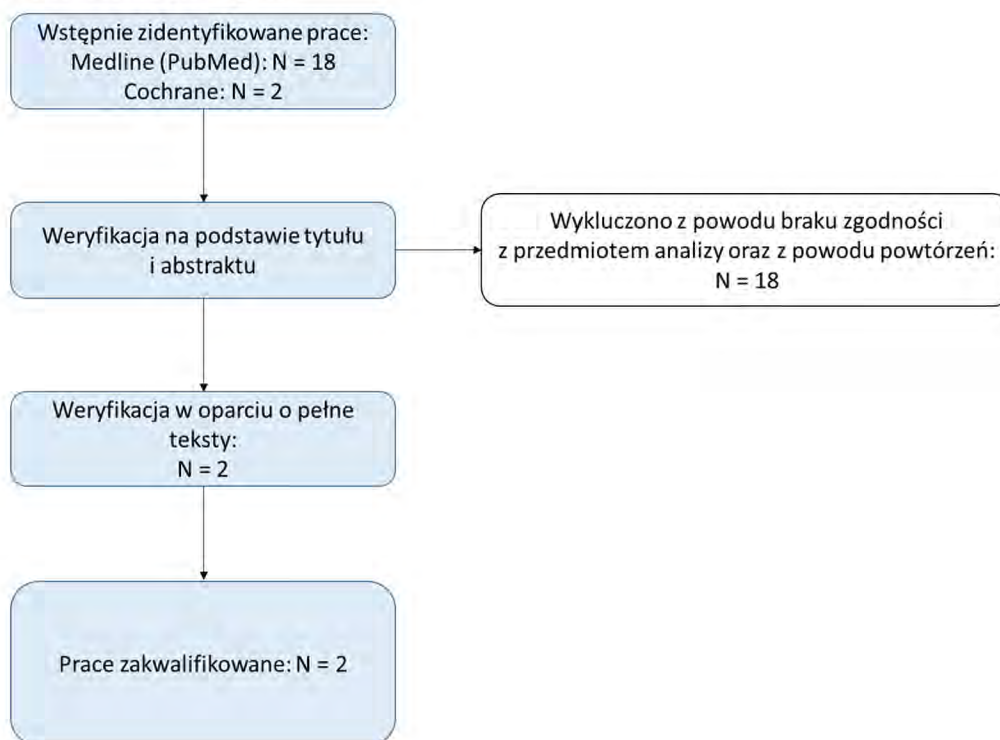 Wstępnie zidentyfikowane prace:
Medline (PubMed): N = 18
Cochrane: N = 2
Weryfikacja na podstawie tytułu
i abstraktu
Wykluczono z powodu braku zgodności
z przedmiotem analizy oraz z powodu powtórzeń:
N = 18
Weryfikacja w oparciu o pełne
teksty:
N = 2
Prace zakwalifikowane: N = 2